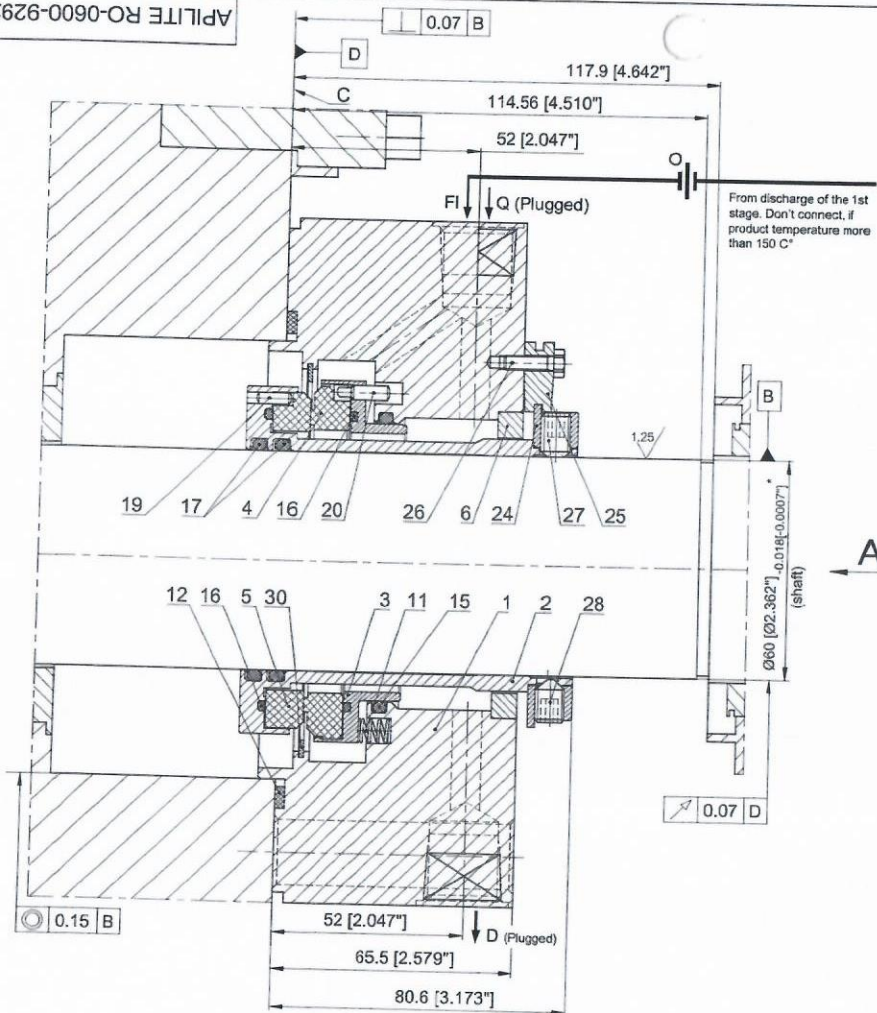 APILITE RO-0600-929
⊥ 0.07 B
D
C
117.9 [4.642"]
114.56 [4.510"]
52 [2.047"]
O
FI
Q (Plugged)
From discharge of the 1st
stage. Don't connect, if
product temperature more
than 150 C°
B
1,25
19 17 4 16 20 26 6 24 27 25
A
Ø60 [Ø2.362"] -0.018[-0.0007"] *
(shaft)
12 16 5 30 3 11 15 1 2 28
↗ 0.07 D
◎ 0.15 B
52 [2.047"]
D (Plugged)
65.5 [2.579"]
80.6 [3.173"]